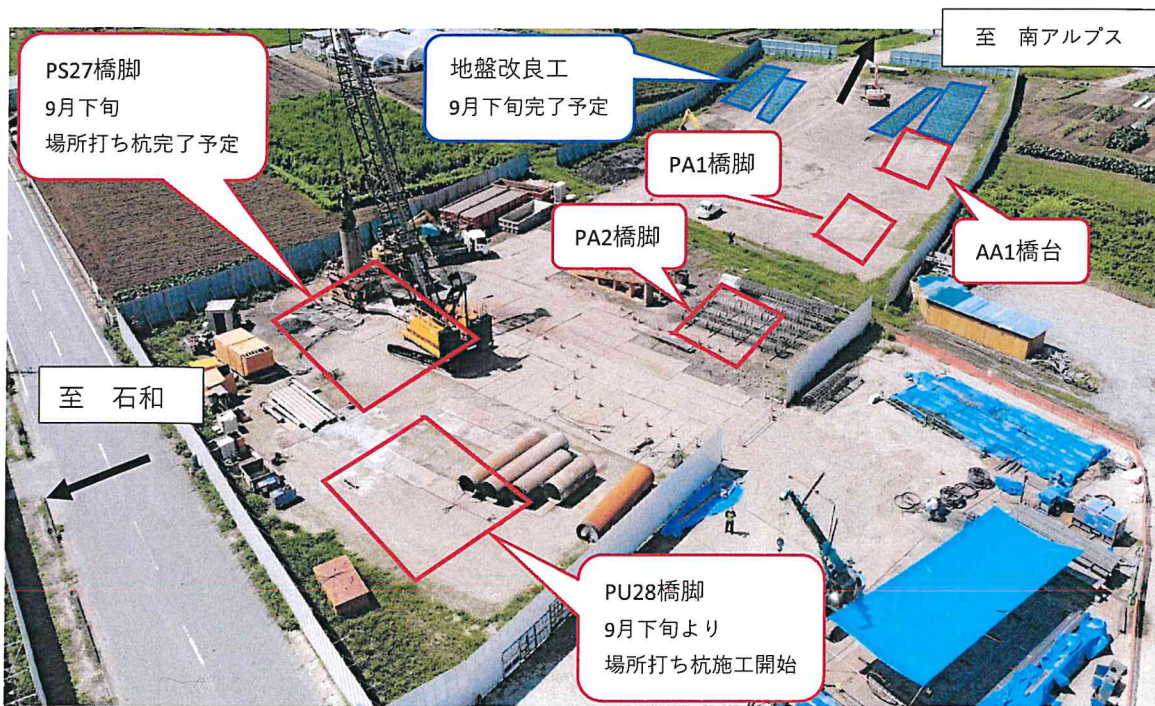 至 南アルプス
PS27橋脚
9月下旬
場所打ち杭完了予定
地盤改良工
9月下旬完了予定
PA1橋脚
PA2橋脚
AA1橋台
至 石和
PU28橋脚
9月下旬より
場所打ち杭施工開始